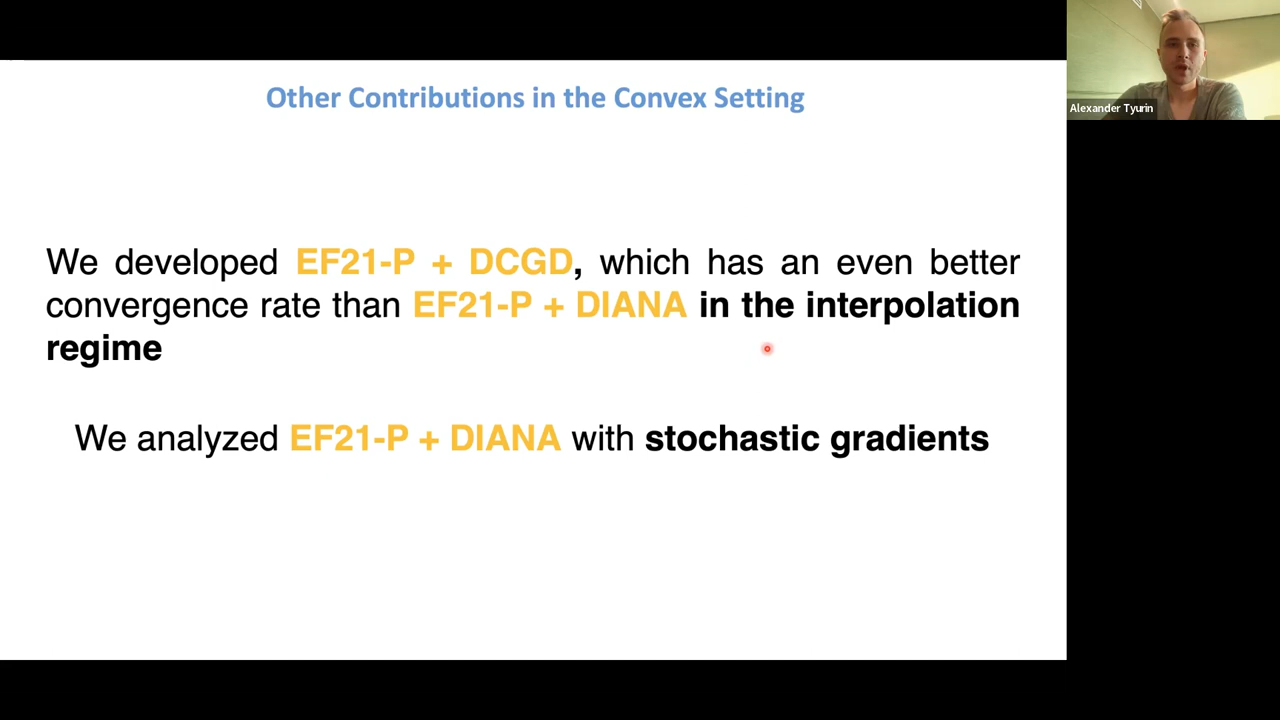 Other Contributions in the Convex Setting
Alexander Tyurin
We developed EF21-P + DCGD, which has an even better
convergence rate than EF21-P + DIANA in the interpolation
regime
We analyzed EF21-P + DIANA with stochastic gradients